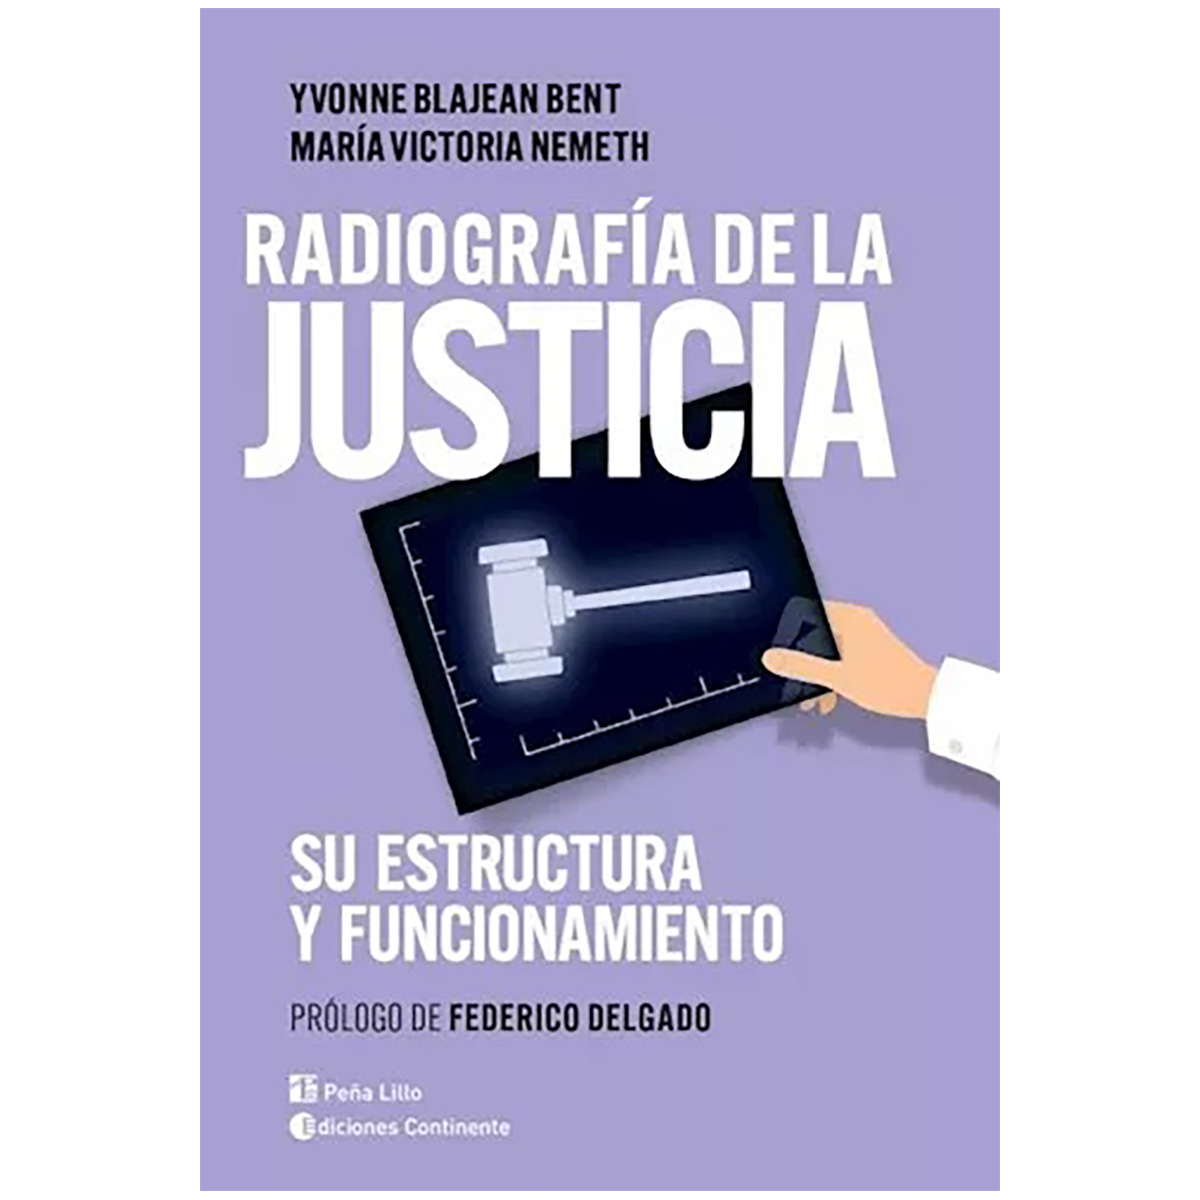 YVONNE BLAJEAN BENT
MARÍA VICTORIA NEMETH
RADIOGRAFÍA DE LA
JUSTICIA
SU ESTRUCTURA
Y FUNCIONAMIENTO
PRÓLOGO DE FEDERICO DELGADO
Peña Lillo
Ediciones Continente